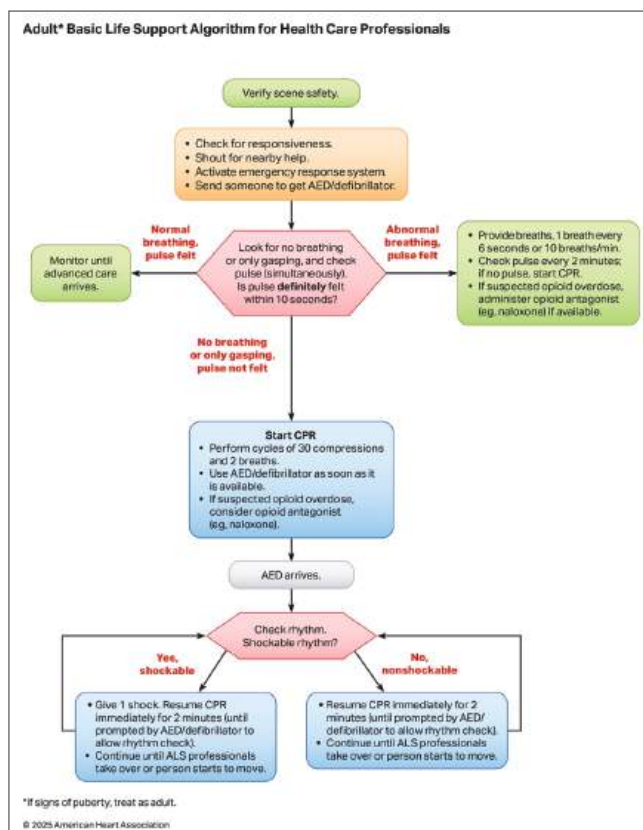 Adult* Basic Life Support Algorithm for Health Care Professionals
Verify scene safety.
• Check for responsiveness.
• Shout for nearby help.
• Activate emergency response system.
• Send someone to get AED/defibrillator.
Normal
breathing,
pulse felt
Monitor until
advanced care
arrives.
Look for no breathing
or only gasping, and check
pulse (simultaneously).
Is pulse definitely felt
within 10 seconds?
Abnormal
breathing,
pulse felt
• Provide breaths, 1 breath every
6 seconds or 10 breaths/min.
• Check pulse every 2 minutes;
if no pulse, start CPR.
• If suspected opioid overdose,
administer opioid antagonist
(eg, naloxone) if available.
No breathing
or only gasping,
pulse not felt
Start CPR
• Perform cycles of 30 compressions
and 2 breaths.
• Use AED/defibrillator as soon as it
is available.
• If suspected opioid overdose,
consider opioid antagonist
(eg, naloxone).
AED arrives.
Check rhythm.
Shockable rhythm?
Yes,
shockable
No,
nonshockable
• Give 1 shock. Resume CPR
immediately for 2 minutes (until
prompted by AED/defibrillator to
allow rhythm check).
• Continue until ALS professionals
take over or person starts to move.
• Resume CPR immediately for 2
minutes (until prompted by AED/
defibrillator to allow rhythm check).
• Continue until ALS professionals
take over or person starts to move.
*If signs of puberty, treat as adult.
© 2025 American Heart Association